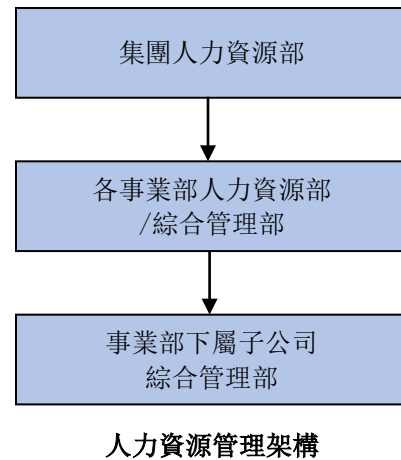 集團人力資源部
各事業部人力資源部
/綜合管理部
事業部下屬子公司
綜合管理部
人力資源管理架構